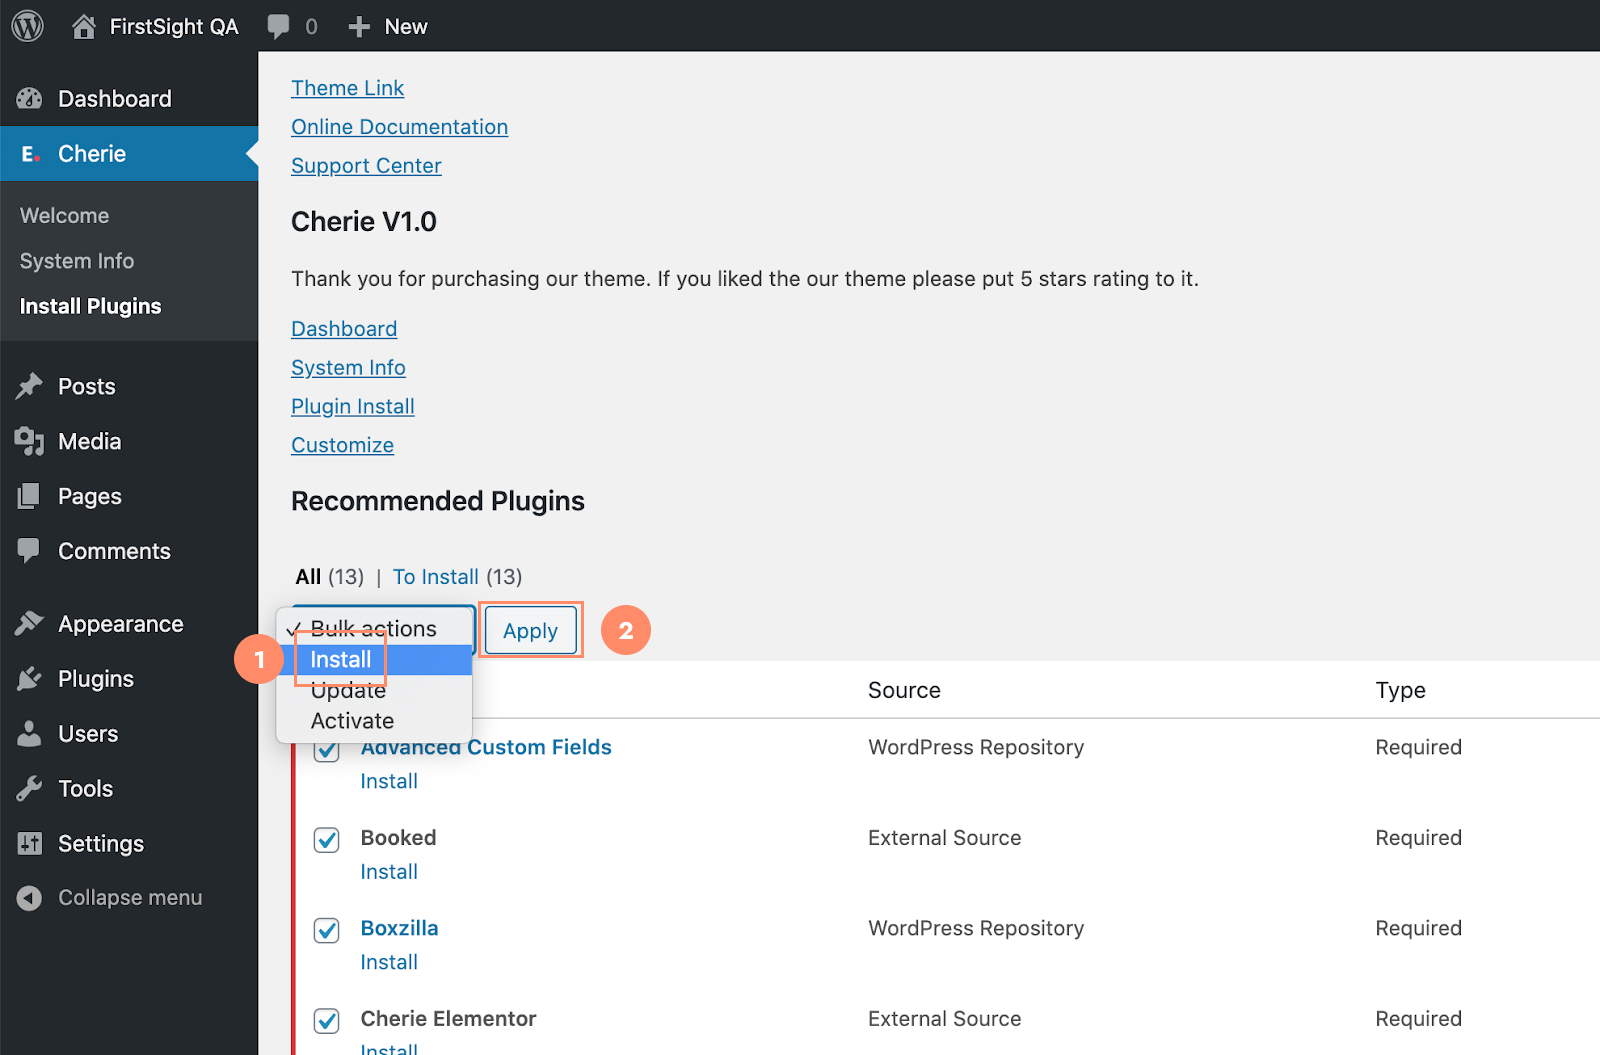 FirstSight QA 0 New
Dashboard
E. Cherie
Welcome
System Info
Install Plugins
Posts
Media
Pages
Comments
Appearance
Plugins
Users
Tools
Settings
Collapse menu
Theme Link
Online Documentation
Support Center
Cherie V1.0
Thank you for purchasing our theme. If you liked the our theme please put 5 stars rating to it.
Dashboard
System Info
Plugin Install
Customize
Recommended Plugins
All (13) | To Install (13)
✓ Bulk actions Apply 2
1 Install
Update
Activate
Source Type
Advanced Custom Fields WordPress Repository Required
Install
Booked External Source Required
Install
Boxzilla WordPress Repository Required
Install
Cherie Elementor External Source Required
Install